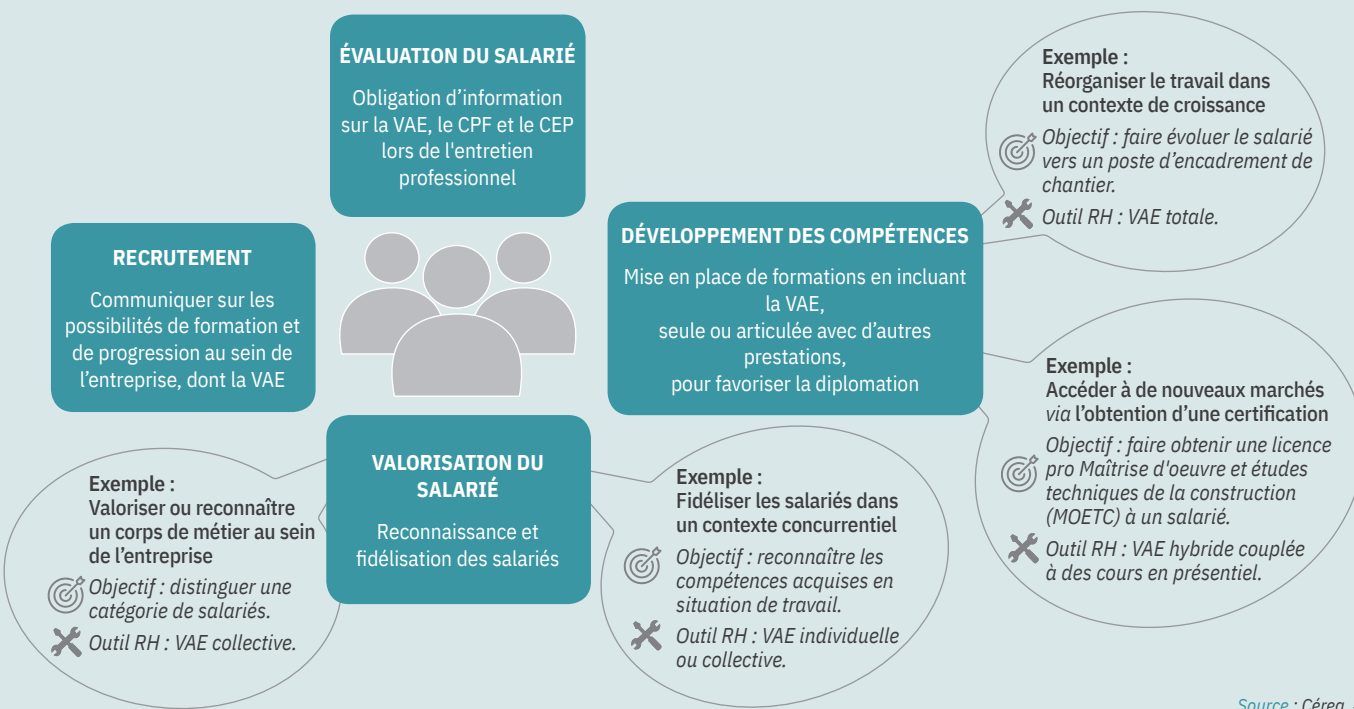 ÉVALUATION DU SALARIÉ
Obligation d’information
sur la VAE, le CPF et le CEP
lors de l'entretien
professionnel
RECRUTEMENT
Communiquer sur les
possibilités de formation et
de progression au sein de
l’entreprise, dont la VAE
DÉVELOPPEMENT DES COMPÉTENCES
Mise en place de formations en incluant
la VAE,
seule ou articulée avec d’autres
prestations,
pour favoriser la diplomation
VALORISATION DU
SALARIÉ
Reconnaissance et
fidélisation des salariés
Exemple :
Réorganiser le travail dans
un contexte de croissance
Objectif : faire évoluer le salarié
vers un poste d’encadrement de
chantier.
Outil RH : VAE totale.
Exemple :
Accéder à de nouveaux marchés
via l’obtention d’une certification
Objectif : faire obtenir une licence
pro Maîtrise d'oeuvre et études
techniques de la construction
(MOETC) à un salarié.
Outil RH : VAE hybride couplée
à des cours en présentiel.
Exemple :
Valoriser ou reconnaître
un corps de métier au sein
de l’entreprise
Objectif : distinguer une
catégorie de salariés.
Outil RH : VAE collective.
Exemple :
Fidéliser les salariés dans
un contexte concurrentiel
Objectif : reconnaître les
compétences acquises en
situation de travail.
Outil RH : VAE individuelle
ou collective.
Source : Céreq,